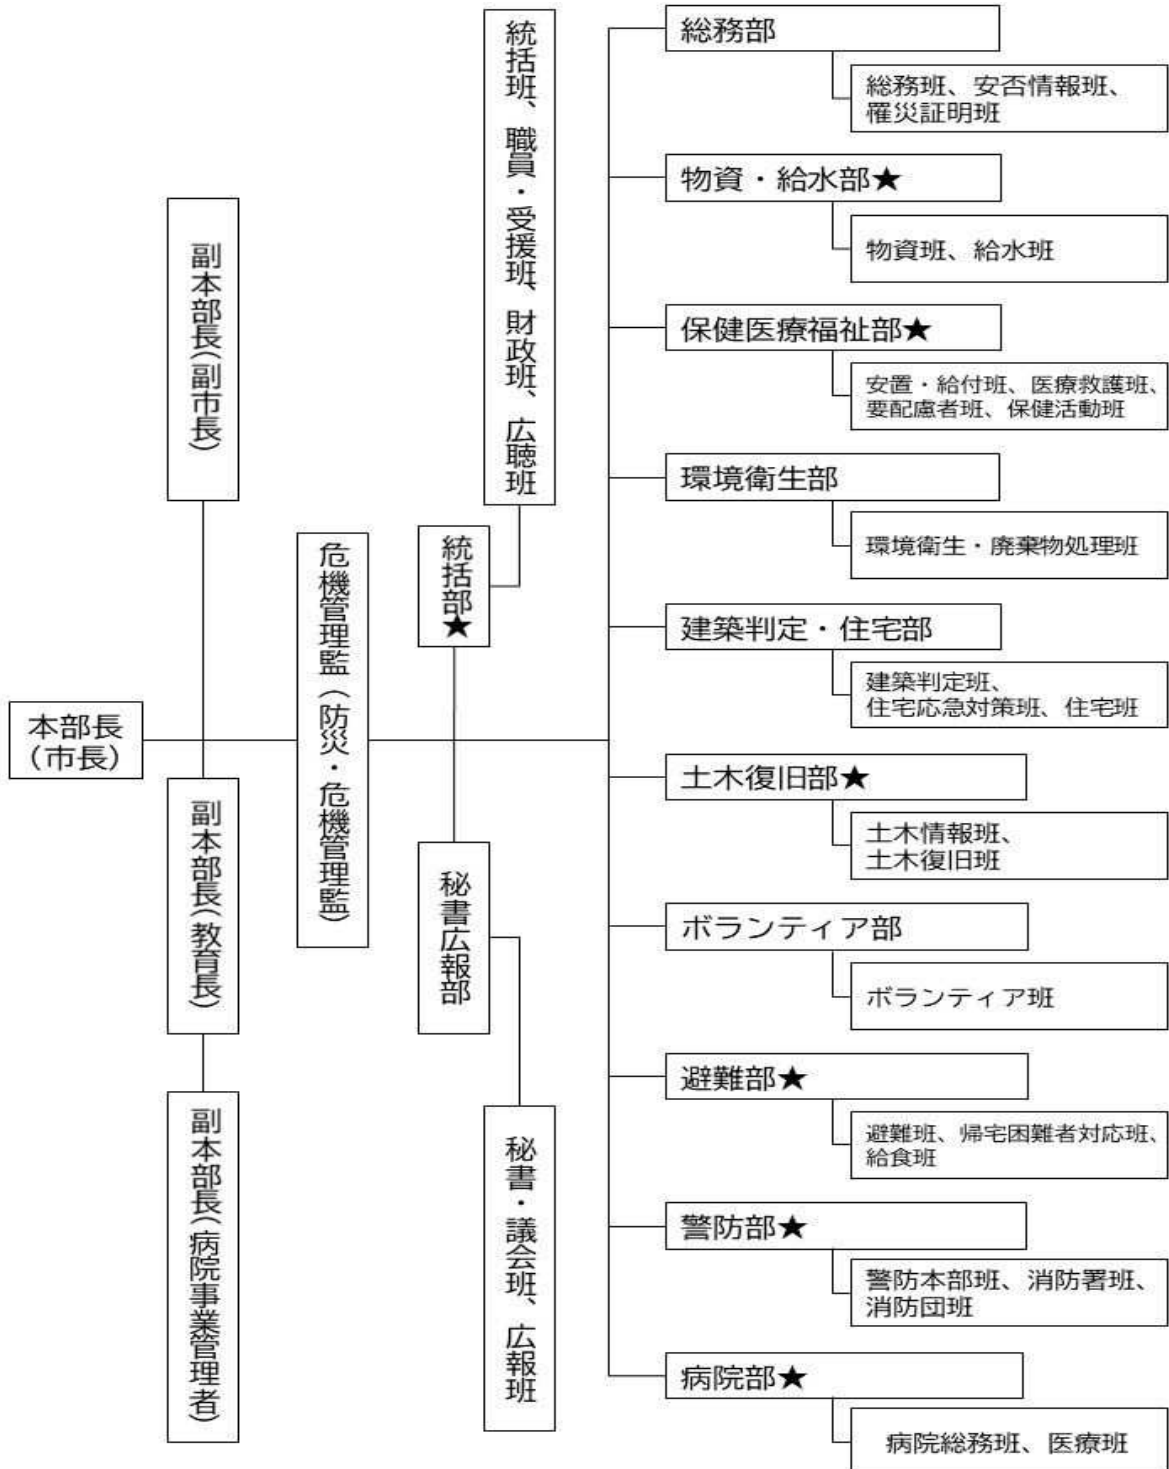 本部長
(市長)
副本部長(副市長)
副本部長(教育長)
副本部長(病院事業管理者)
危機管理監(防災・危機管理監)
統括部★
統括班、職員・受援班、財政班、広聴班
秘書広報部
秘書・議会班、広報班
総務部
総務班、安否情報班、
罹災証明班
物資・給水部★
物資班、給水班
保健医療福祉部★
安置・給付班、医療救護班、
要配慮者班、保健活動班
環境衛生部
環境衛生・廃棄物処理班
建築判定・住宅部
建築判定班、
住宅応急対策班、住宅班
土木復旧部★
土木情報班、
土木復旧班
ボランティア部
ボランティア班
避難部★
避難班、帰宅困難者対応班、
給食班
警防部★
警防本部班、消防署班、
消防団班
病院部★
病院総務班、医療班